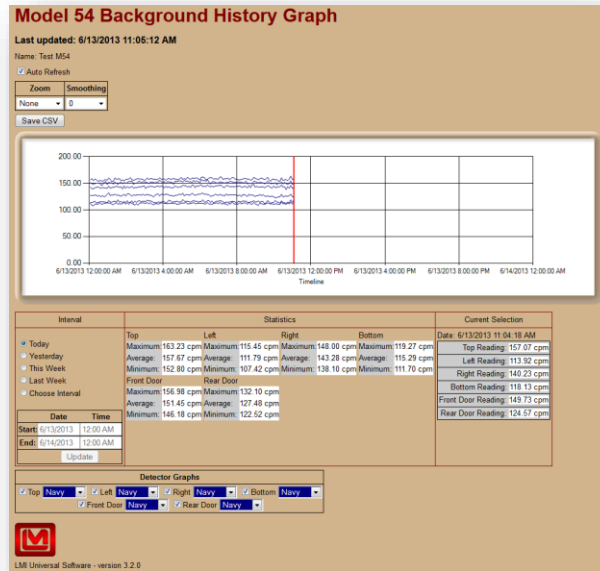 Model 54 Background History Graph
Last updated: 6/13/2013 11:05:12 AM
Name: Test M54
Auto Refresh
Zoom Smoothing
None 0
Save CSV
200.00
150.00
100.00
50.00
0.00
6/13/2013 12:00:00 AM 6/13/2013 4:00:00 AM 6/13/2013 8:00:00 AM 6/13/2013 12:00:00 PM 6/13/2013 4:00:00 PM 6/13/2013 8:00:00 PM 6/14/2013 12:00:00 AM
Timeline
Interval
Today
Yesterday
This Week
Last Week
Choose Interval
Date Time
Start: 6/13/2013 12:00 AM
End: 6/14/2013 12:00 AM
Update
Statistics
Top Left Right Bottom
Maximum: 163.23 cpm Maximum: 115.45 cpm Maximum: 148.00 cpm Maximum: 119.27 cpm
Average: 157.67 cpm Average: 111.79 cpm Average: 143.28 cpm Average: 115.29 cpm
Minimum: 152.80 cpm Minimum: 107.42 cpm Minimum: 138.10 cpm Minimum: 111.70 cpm
Front Door Rear Door
Maximum: 156.98 cpm Maximum: 132.10 cpm
Average: 151.45 cpm Average: 127.48 cpm
Minimum: 146.18 cpm Minimum: 122.52 cpm
Current Selection
Date: 6/13/2013 11:04:18 AM
Top Reading: 157.07 cpm
Left Reading: 113.92 cpm
Right Reading: 140.23 cpm
Bottom Reading: 118.13 cpm
Front Door Reading: 149.73 cpm
Rear Door Reading: 124.57 cpm
Detector Graphs
Top Navy Left Navy Right Navy Bottom Navy
Front Door Navy Rear Door Navy
LMI Universal Software - version 3.2.0